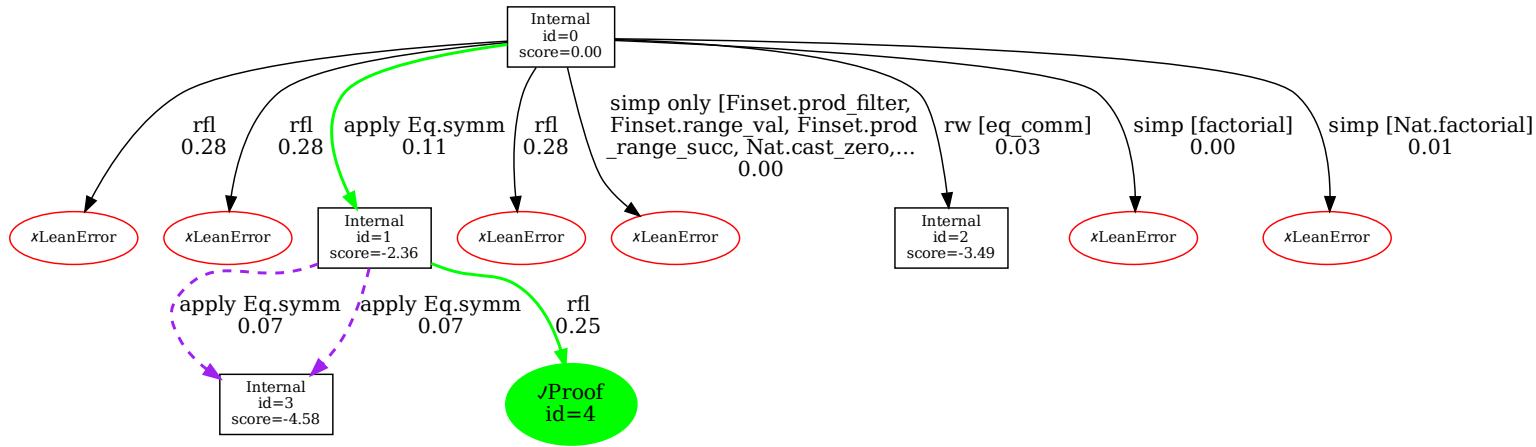 Internal
id=0
score=0.00
rfl
0.28
rfl
0.28
apply Eq.symm
0.11
rfl
0.28
simp only [Finset.prod_filter,
Finset.range_val, Finset.prod
_range_succ, Nat.cast_zero,...
0.00
rw [eq_comm]
0.03
simp [factorial]
0.00
simp [Nat.factorial]
0.01
✗LeanError
✗LeanError
Internal
id=1
score=-2.36
✗LeanError
✗LeanError
Internal
id=2
score=-3.49
✗LeanError
✗LeanError
apply Eq.symm
0.07
apply Eq.symm
0.07
rfl
0.25
Internal
id=3
score=-4.58
✓Proof
id=4